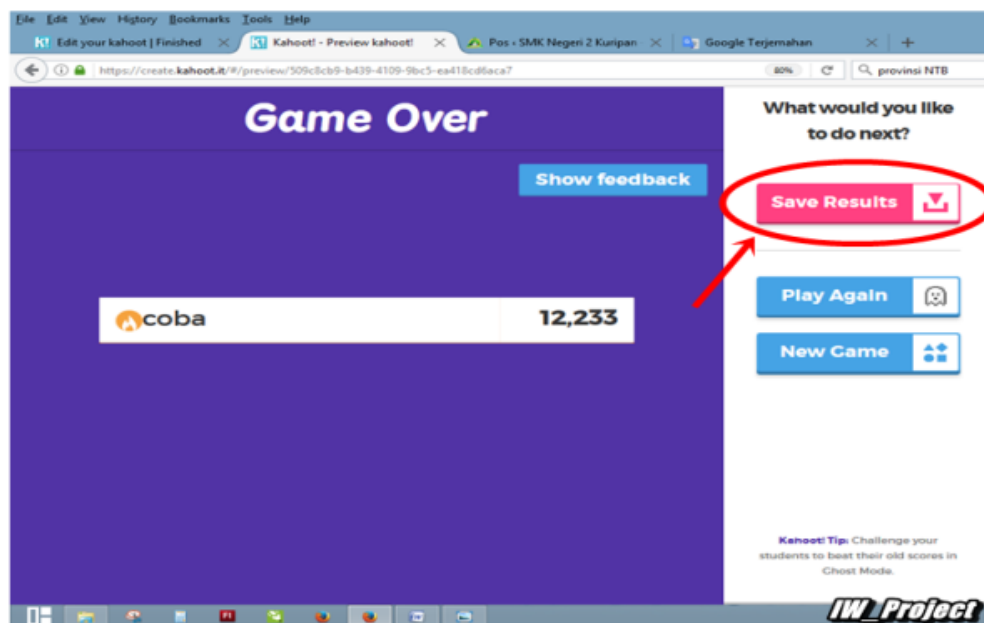 File Edit View History Bookmarks Tools Help
K! Edit your kahoot | Finished × K! Kahoot! - Preview kahoot! × Pos ‹ SMK Negeri 2 Kuripan × Google Terjemahan × +
https://create.kahoot.it/#/preview/509c8cb9-b439-4109-9bc5-ea418cd6aca7 80% provinsi NTB
Game Over
Show feedback
coba 12,233
What would you like
to do next?
Save Results
Play Again
New Game
Kahoot! Tip: Challenge your
students to beat their old scores in
Ghost Mode.
IW_Project